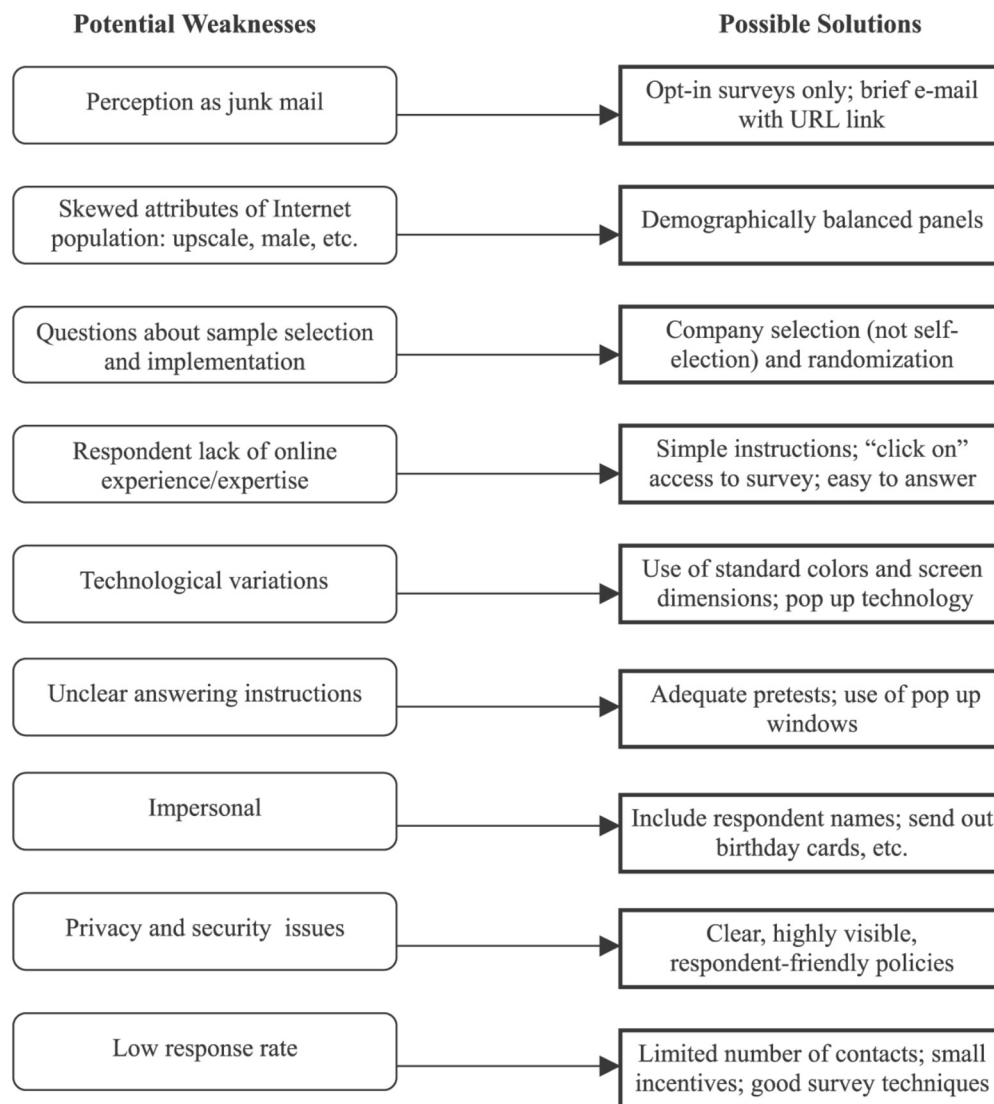 Potential Weaknesses
Possible Solutions
Perception as junk mail
Opt-in surveys only; brief e-mail
with URL link
Skewed attributes of Internet
population: upscale, male, etc.
Demographically balanced panels
Questions about sample selection
and implementation
Company selection (not self-
election) and randomization
Respondent lack of online
experience/expertise
Simple instructions; “click on”
access to survey; easy to answer
Technological variations
Use of standard colors and screen
dimensions; pop up technology
Unclear answering instructions
Adequate pretests; use of pop up
windows
Impersonal
Include respondent names; send out
birthday cards, etc.
Privacy and security issues
Clear, highly visible,
respondent-friendly policies
Low response rate
Limited number of contacts; small
incentives; good survey techniques